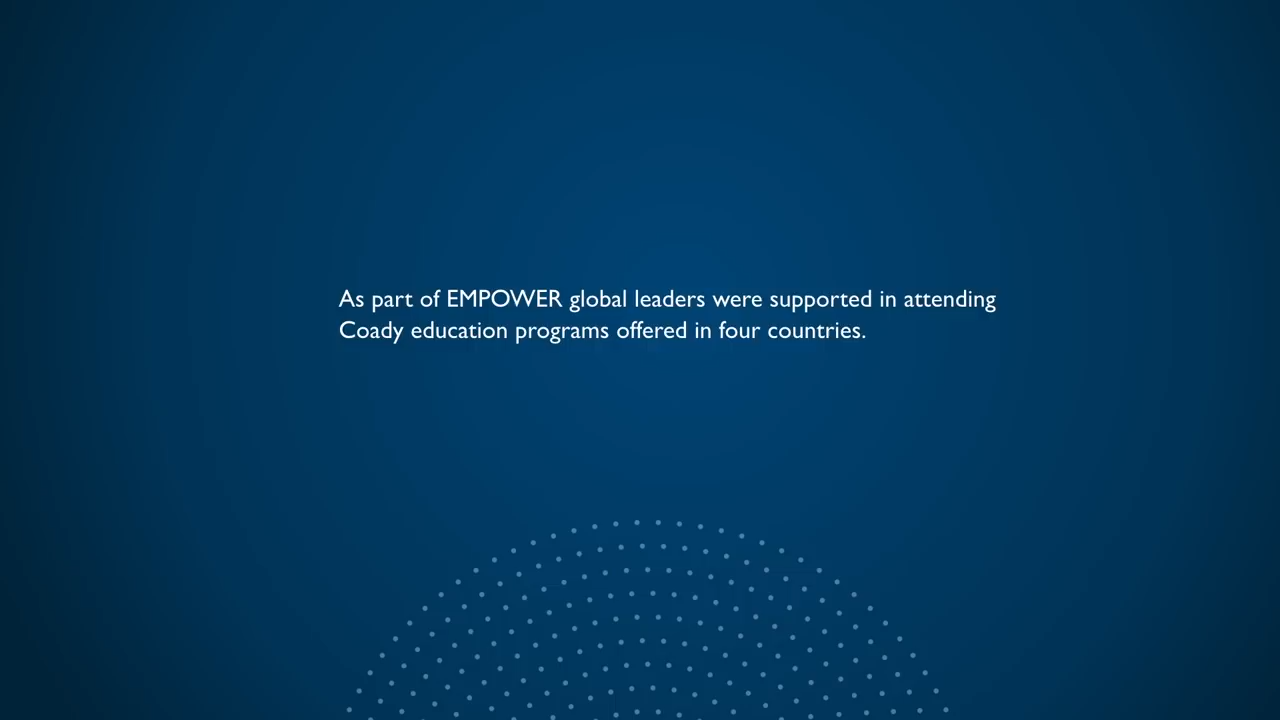 As part of EMPOWER global leaders were supported in attending
Coady education programs offered in four countries.